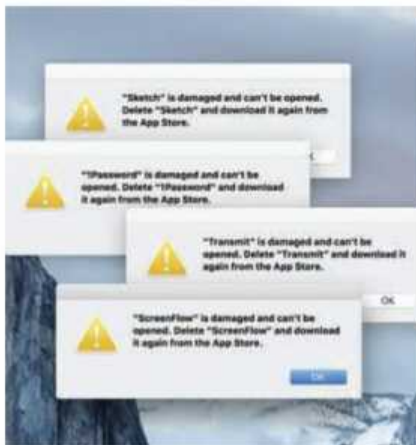 "Sketch" is damaged and can't be opened.
Delete "Sketch" and download it again from
the App Store.
"1Password" is damaged and can't be
opened. Delete "1Password" and download
it again from the App Store.
"Transmit" is damaged and can't be
opened. Delete "Transmit" and download it
again from the App Store.
OK
"ScreenFlow" is damaged and can't be
opened. Delete "ScreenFlow" and download
it again from the App Store.
OK